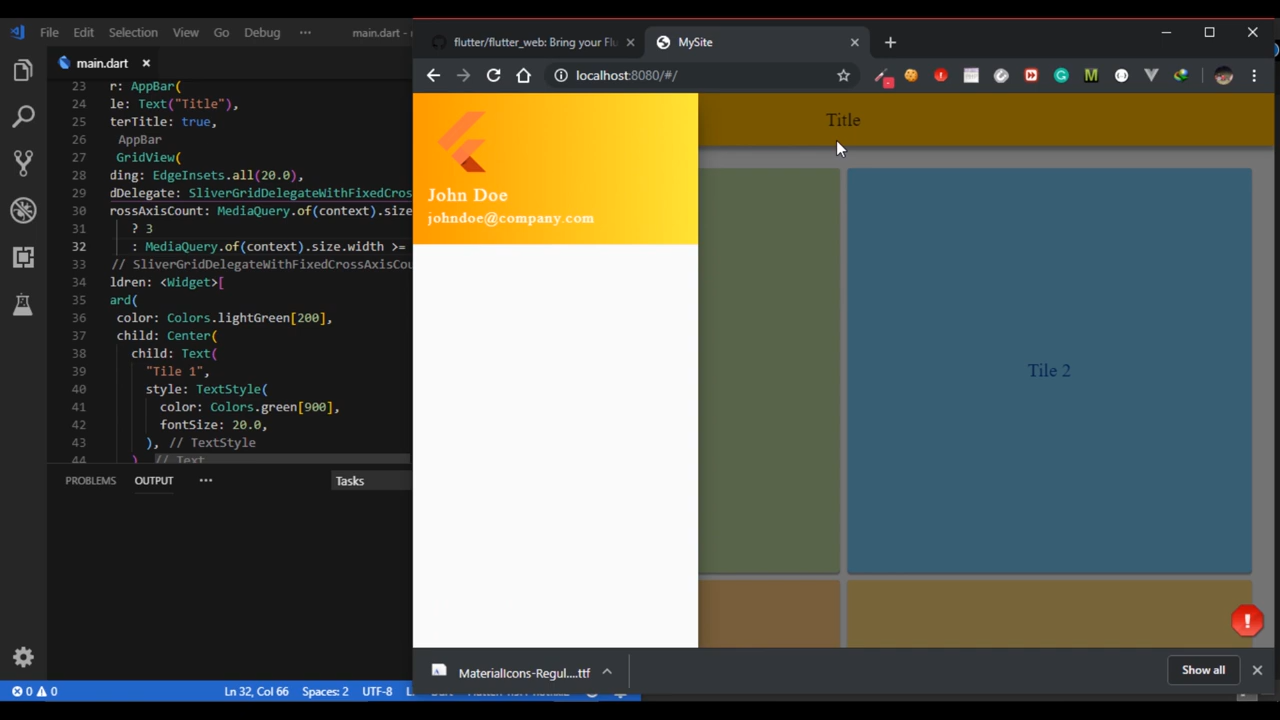 File Edit Selection View Go Debug ··· main.dart -
main.dart
23 r: AppBar(
24 le: Text("Title"),
25 terTitle: true,
26 AppBar
27 GridView(
28 ding: EdgeInsets.all(20.0),
29 dDelegate: SliverGridDelegateWithFixedCros
30 rossAxisCount: MediaQuery.of(context).size
31 ? 3
32 : MediaQuery.of(context).size.width >=
33 // SliverGridDelegateWithFixedCrossAxisCou
34 ldren: <Widget>[
35 ard(
36 color: Colors.lightGreen[200],
37 child: Center(
38 child: Text(
39 "Tile 1",
40 style: TextStyle(
41 color: Colors.green[900],
42 fontSize: 20.0,
43 ), // TextStyle
44 ) // Text
PROBLEMS OUTPUT ··· Tasks
0 0 Ln 32, Col 66 Spaces: 2 UTF-8
flutter/flutter_web: Bring your Flu
MySite
localhost:8080/#/
Title
John Doe
johndoe@company.com
Tile 2
MaterialIcons-Regul....ttf
Show all